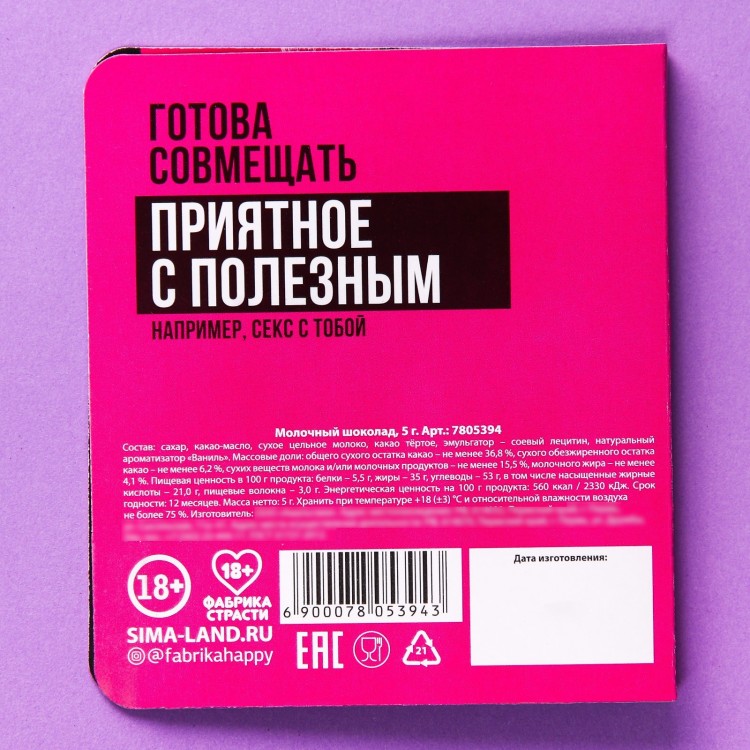 ГОТОВА
СОВМЕЩАТЬ
ПРИЯТНОЕ
С ПОЛЕЗНЫМ
НАПРИМЕР, СЕКС С ТОБОЙ
Молочный шоколад, 5 г. Арт.: 7805394
Состав: сахар, какао-масло, сухое цельное молоко, какао тёртое, эмульгатор – соевый лецитин, натуральный
ароматизатор «Ваниль». Массовые доли: общего сухого остатка какао – не менее 36,8 %, сухого обезжиренного остатка
какао – не менее 6,2 %, сухих веществ молока и/или молочных продуктов – не менее 15,5 %, молочного жира – не менее
4,1 %. Пищевая ценность в 100 г продукта: белки – 5,5 г, жиры – 35 г, углеводы – 53 г, в том числе насыщенные жирные
кислоты – 21,0 г, пищевые волокна – 3,0 г. Энергетическая ценность на 100 г продукта: 560 ккал / 2330 кДж. Срок
годности: 12 месяцев. Масса нетто: 5 г. Хранить при температуре +18 (±3) °С и относительной влажности воздуха
не более 75 %. Изготовитель:
18+
18+
ФАБРИКА
СТРАСТИ
SIMA-LAND.RU
@fabrikahappy
6 900078 053943
EAC
21
Дата изготовления: